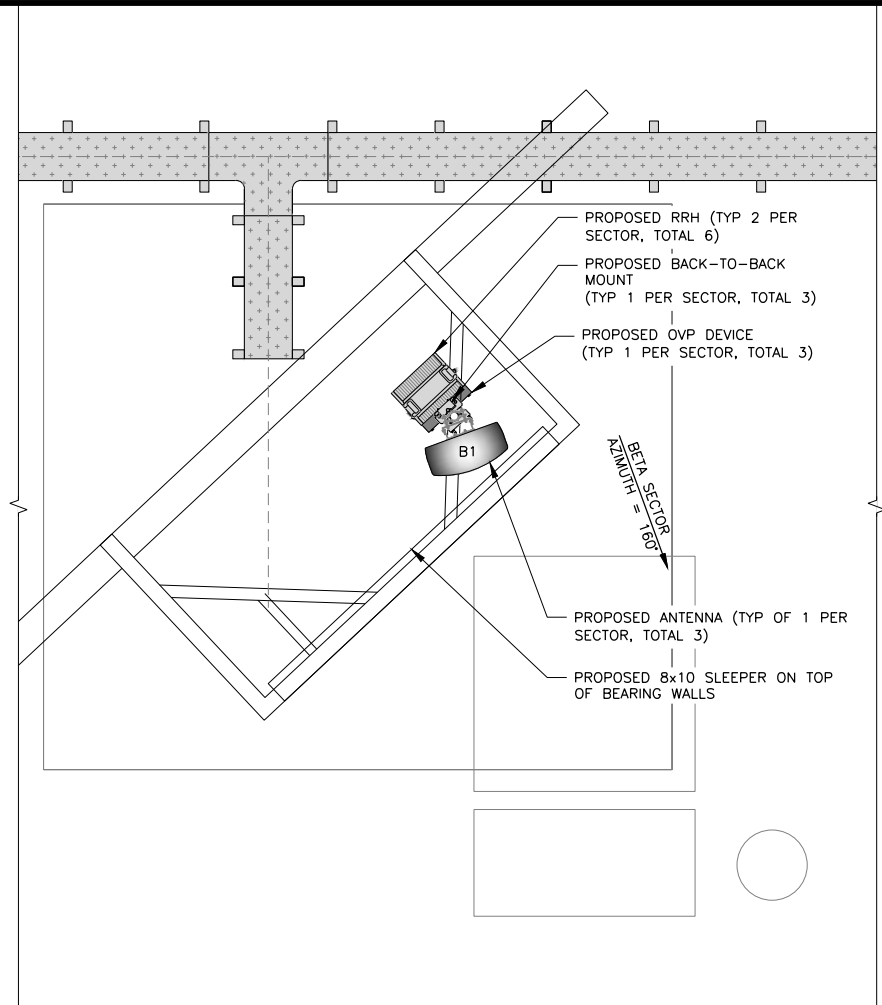 PROPOSED RRH (TYP 2 PER
SECTOR, TOTAL 6)
PROPOSED BACK-TO-BACK
MOUNT
(TYP 1 PER SECTOR, TOTAL 3)
PROPOSED OVP DEVICE
(TYP 1 PER SECTOR, TOTAL 3)
B1
BETA SECTOR
AZIMUTH = 160°
PROPOSED ANTENNA (TYP OF 1 PER
SECTOR, TOTAL 3)
PROPOSED 8x10 SLEEPER ON TOP
OF BEARING WALLS